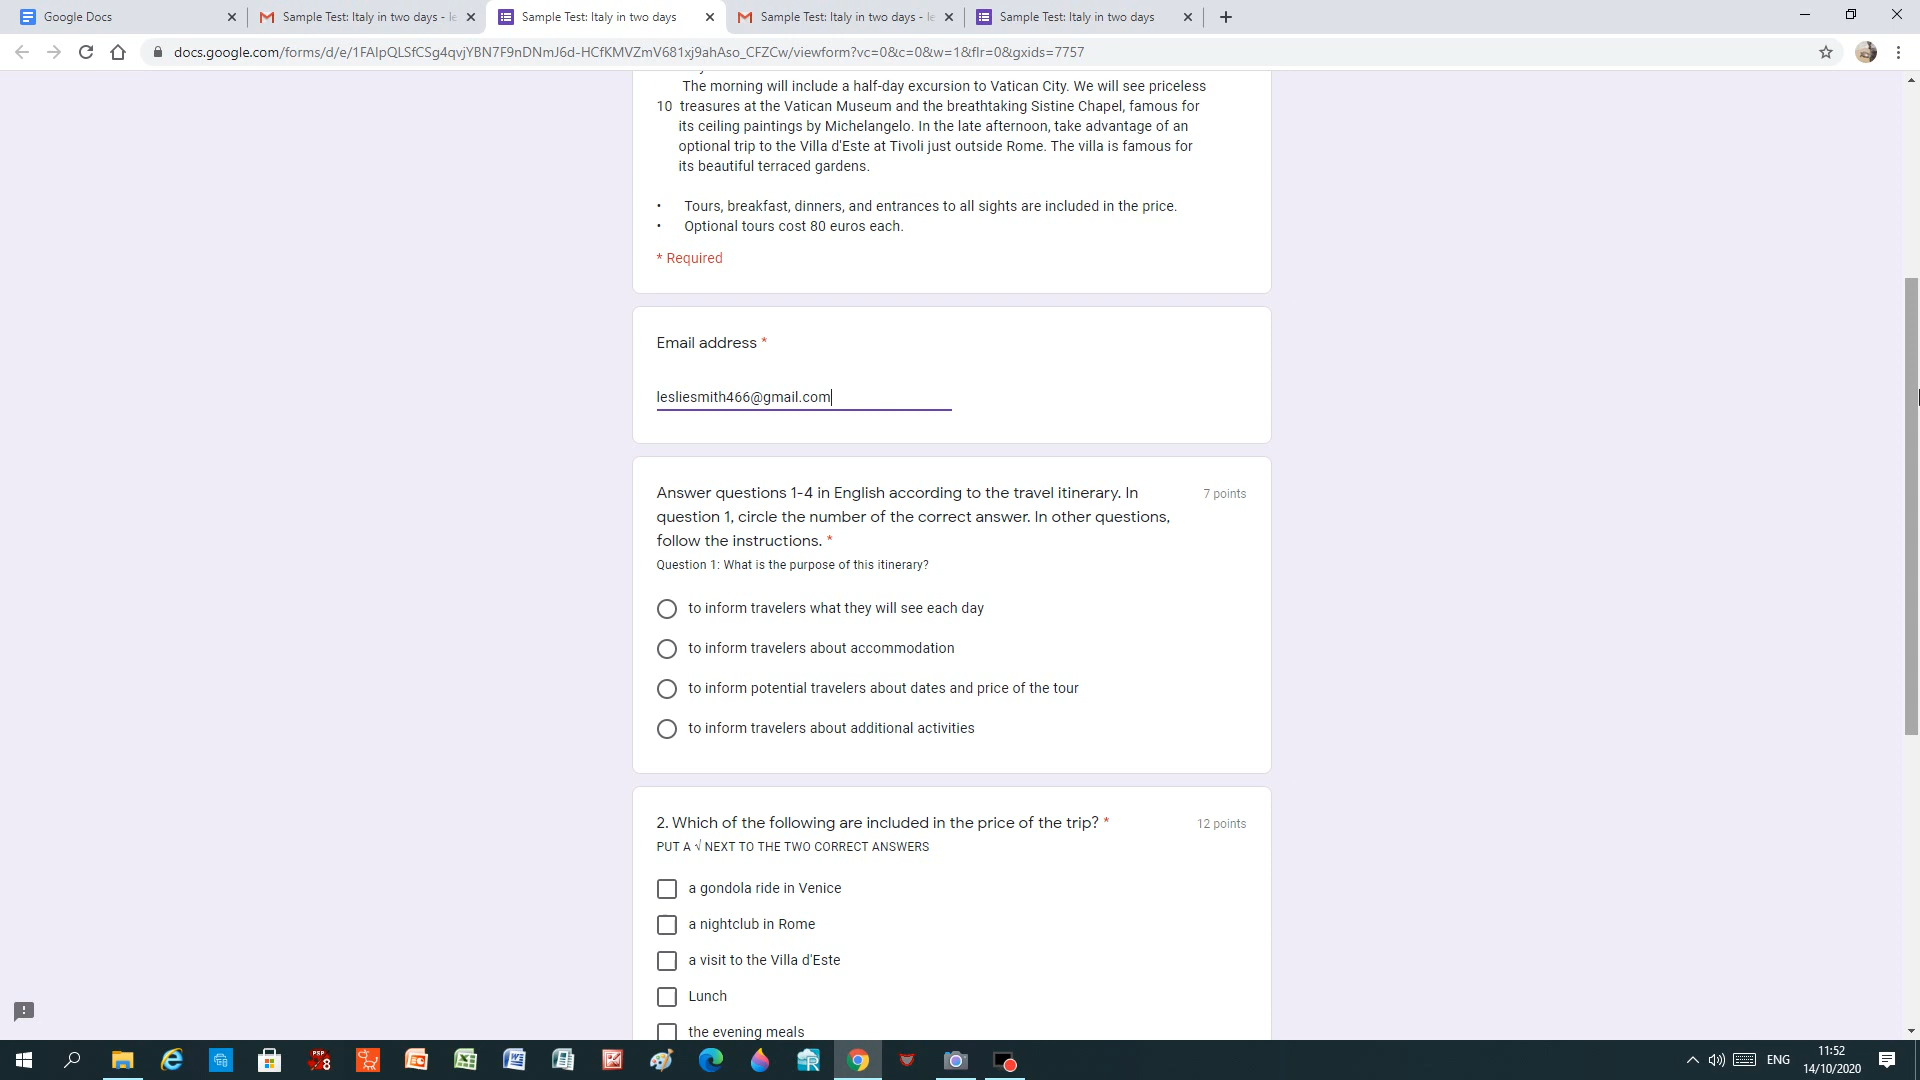 Google Docs
Sample Test: Italy in two days - le
Sample Test: Italy in two days
Sample Test: Italy in two days - le
Sample Test: Italy in two days
docs.google.com/forms/d/e/1FAIpQLSfCSg4qvjYBN7F9nDNmJ6d-HCfKMVZmV681xj9ahAso_CFZCw/viewform?vc=0&c=0&w=1&flr=0&gxids=7757
The morning will include a half-day excursion to Vatican City. We will see priceless
10 treasures at the Vatican Museum and the breathtaking Sistine Chapel, famous for
its ceiling paintings by Michelangelo. In the late afternoon, take advantage of an
optional trip to the Villa d'Este at Tivoli just outside Rome. The villa is famous for
its beautiful terraced gardens.
• Tours, breakfast, dinners, and entrances to all sights are included in the price.
• Optional tours cost 80 euros each.
* Required
Email address *
lesliesmith466@gmail.com
Answer questions 1-4 in English according to the travel itinerary. In
question 1, circle the number of the correct answer. In other questions,
follow the instructions. *
7 points
Question 1: What is the purpose of this itinerary?
to inform travelers what they will see each day
to inform travelers about accommodation
to inform potential travelers about dates and price of the tour
to inform travelers about additional activities
2. Which of the following are included in the price of the trip? *
12 points
PUT A √ NEXT TO THE TWO CORRECT ANSWERS
a gondola ride in Venice
a nightclub in Rome
a visit to the Villa d'Este
Lunch
the evening meals
ENG
11:52
14/10/2020